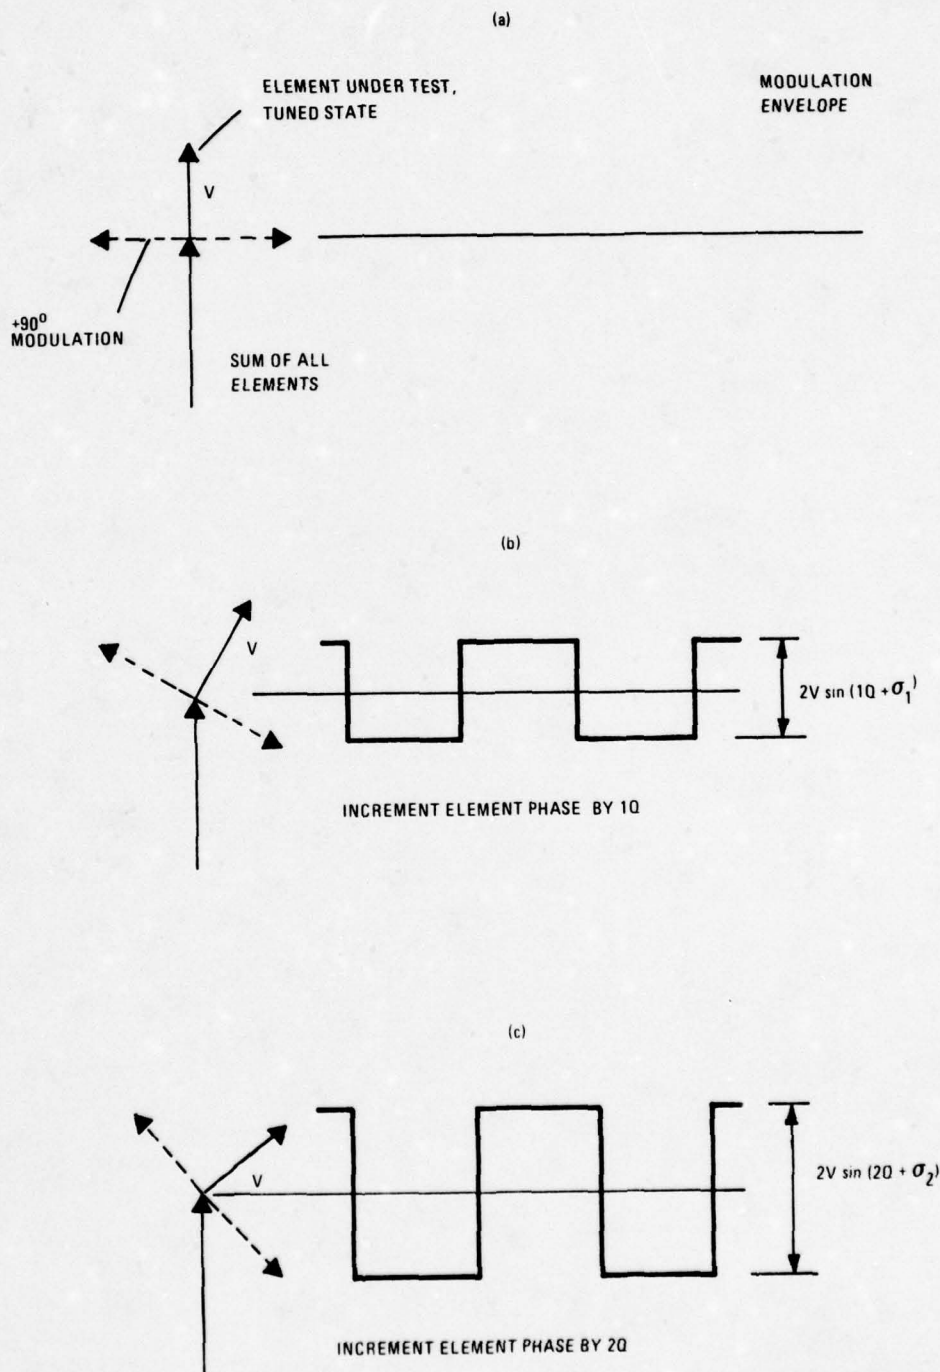 (a)
ELEMENT UNDER TEST,
TUNED STATE
MODULATION
ENVELOPE
V
+90⁰
MODULATION
SUM OF ALL
ELEMENTS
(b)
V
2V sin (1Q + σ₁)
INCREMENT ELEMENT PHASE BY 1Q
(c)
V
2V sin (2Q + σ₂)
INCREMENT ELEMENT PHASE BY 2Q